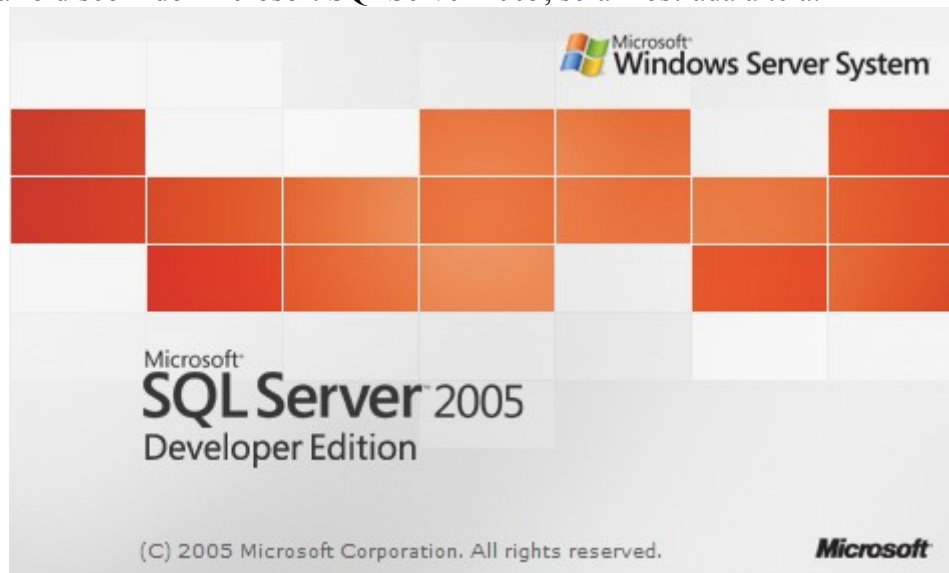 Microsoft
Windows Server System
Microsoft
SQL Server 2005
Developer Edition
(C) 2005 Microsoft Corporation. All rights reserved.
Microsoft